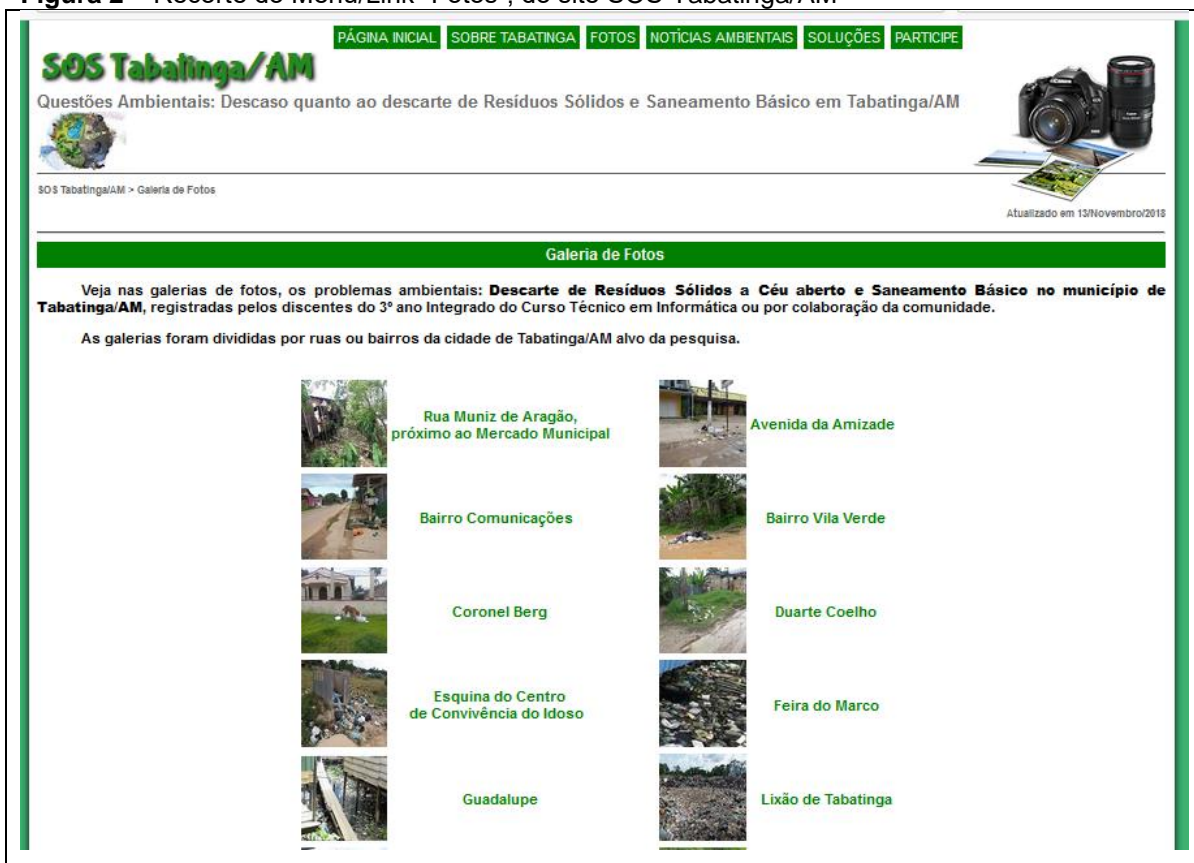 Figura 2 – Recorte do Menu/Link "Fotos", do site SOS Tabatinga/AM
PÁGINA INICIAL SOBRE TABATINGA FOTOS NOTÍCIAS AMBIENTAIS SOLUÇÕES PARTICIPE
SOS Tabatinga/AM
Questões Ambientais: Descaso quanto ao descarte de Resíduos Sólidos e Saneamento Básico em Tabatinga/AM
SOS Tabatinga/AM > Galeria de Fotos
Atualizado em 13/Novembro/2018
Galeria de Fotos
Veja nas galerias de fotos, os problemas ambientais: Descarte de Resíduos Sólidos a Céu aberto e Saneamento Básico no município de
Tabatinga/AM, registradas pelos discentes do 3º ano Integrado do Curso Técnico em Informática ou por colaboração da comunidade.
As galerias foram divididas por ruas ou bairros da cidade de Tabatinga/AM alvo da pesquisa.
Rua Muniz de Aragão,
próximo ao Mercado Municipal
Avenida da Amizade
Bairro Comunicações
Bairro Vila Verde
Coronel Berg
Duarte Coelho
Esquina do Centro
de Convivência do Idoso
Feira do Marco
Guadalupe
Lixão de Tabatinga